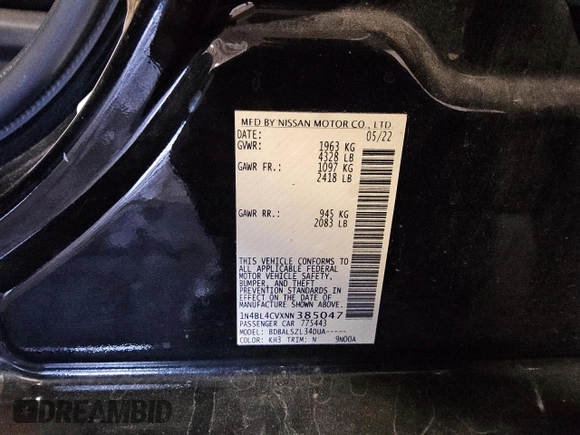 MFD BY NISSAN MOTOR CO., LTD.
DATE: 05/22
GVWR: 1963 KG
4328 LB
GAWR FR.: 1097 KG
2418 LB
GAWR RR.: 945 KG
2083 LB
THIS VEHICLE CONFORMS TO
ALL APPLICABLE FEDERAL
MOTOR VEHICLE SAFETY,
BUMPER, AND THEFT
PREVENTION STANDARDS IN
EFFECT ON THE DATE OF
MANUFACTURE SHOWN ABOVE.
1N4BL4CVXNN385047
PASSENGER CAR 775443
MODEL: BDBALSZL34DUA-----
COLOR: KH3 TRIM: N 9N00A
DREAMBID